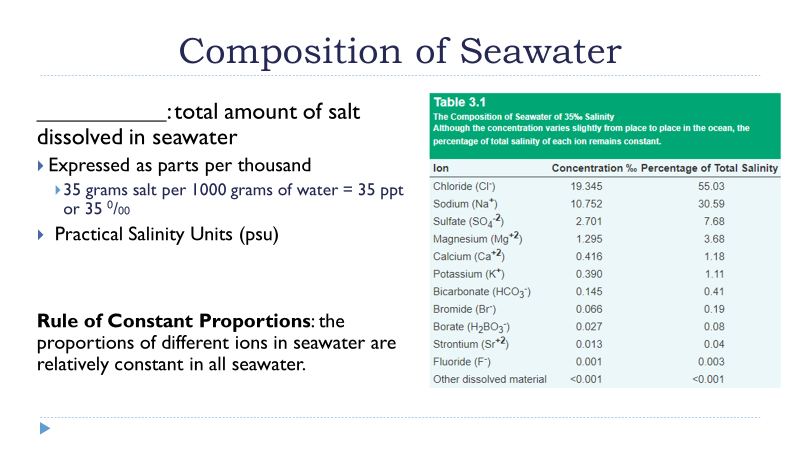 Composition of Seawater
____________: total amount of salt
dissolved in seawater
Expressed as parts per thousand
35 grams salt per 1000 grams of water = 35 ppt
or 35 ⁰/₀₀
Practical Salinity Units (psu)
Rule of Constant Proportions: the
proportions of different ions in seawater are
relatively constant in all seawater.
Table 3.1
The Composition of Seawater of 35‰ Salinity
Although the concentration varies slightly from place to place in the ocean, the
percentage of total salinity of each ion remains constant.
Ion Concentration ‰ Percentage of Total Salinity
Chloride (Cl⁻) 19.345 55.03
Sodium (Na⁺) 10.752 30.59
Sulfate (SO₄⁻²) 2.701 7.68
Magnesium (Mg⁺²) 1.295 3.68
Calcium (Ca⁺²) 0.416 1.18
Potassium (K⁺) 0.390 1.11
Bicarbonate (HCO₃⁻) 0.145 0.41
Bromide (Br⁻) 0.066 0.19
Borate (H₂BO₃⁻) 0.027 0.08
Strontium (Sr⁺²) 0.013 0.04
Fluoride (F⁻) 0.001 0.003
Other dissolved material <0.001 <0.001